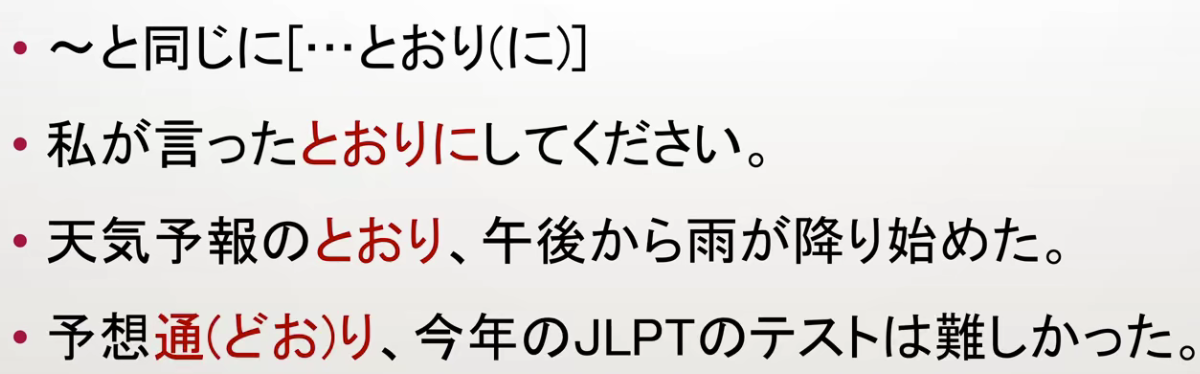 • ～と同じに[…とおり(に)]
• 私が言ったとおりにしてください。
• 天気予報のとおり、午後から雨が降り始めた。
• 予想通(どお)り、今年のJLPTのテストは難しかった。